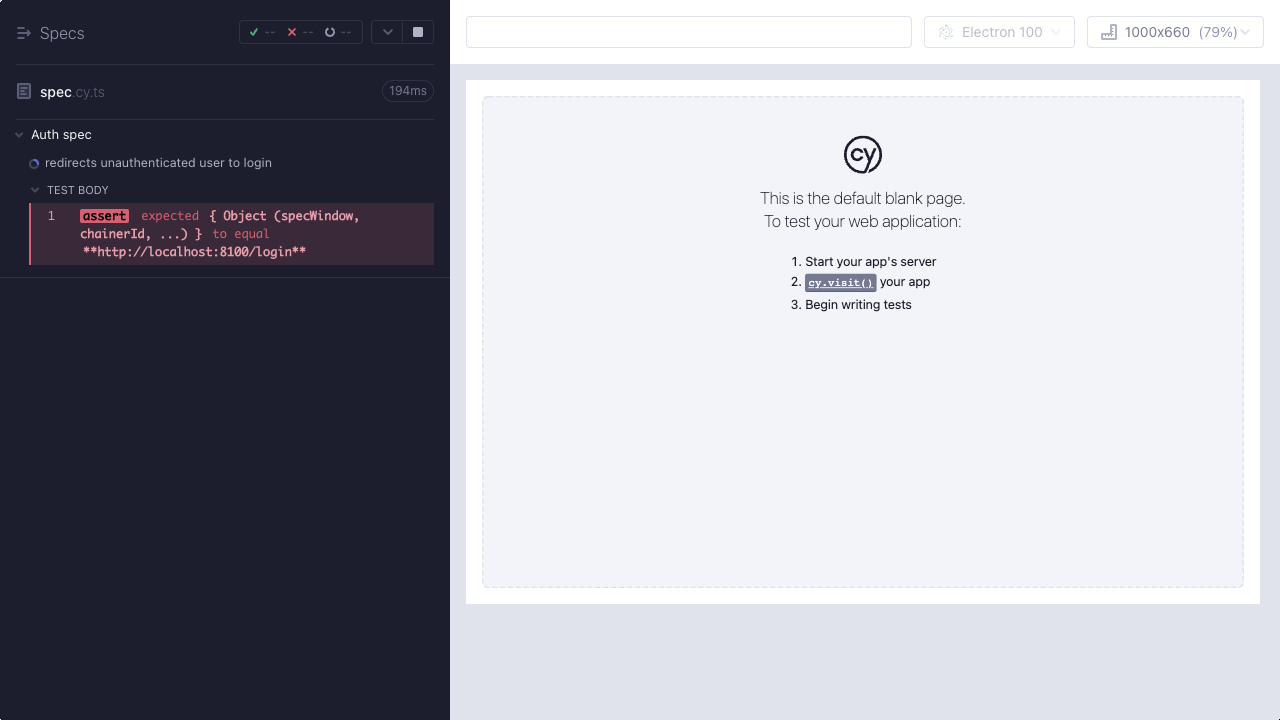 Specs
-- -- --
spec.cy.ts
194ms
Auth spec
redirects unauthenticated user to login
TEST BODY
1 assert expected { Object (specWindow,
chainerId, ...) } to equal
**http://localhost:8100/login**
Electron 100
1000x660 (79%)
cy
This is the default blank page.
To test your web application:
1. Start your app's server
2. cy.visit() your app
3. Begin writing tests